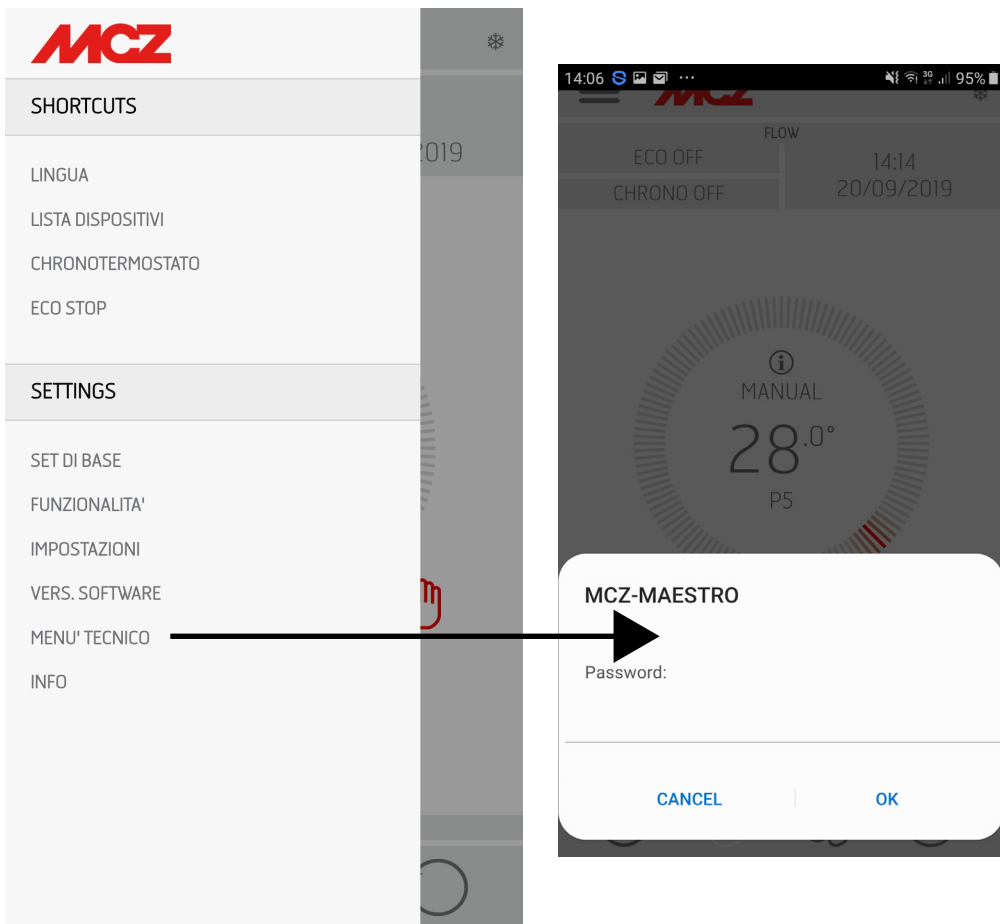 MCZ
SHORTCUTS
2019
LINGUA
LISTA DISPOSITIVI
CHRONOTERMOSTATO
ECO STOP
SETTINGS
SET DI BASE
FUNZIONALITA'
IMPOSTAZIONI
VERS. SOFTWARE
MENU' TECNICO
INFO
14:06 ... 3G 95%
MCZ
FLOW
ECO OFF
CHRONO OFF
14:14
20/09/2019
MANUAL
28.0°
P5
MCZ-MAESTRO
Password:
CANCEL
OK